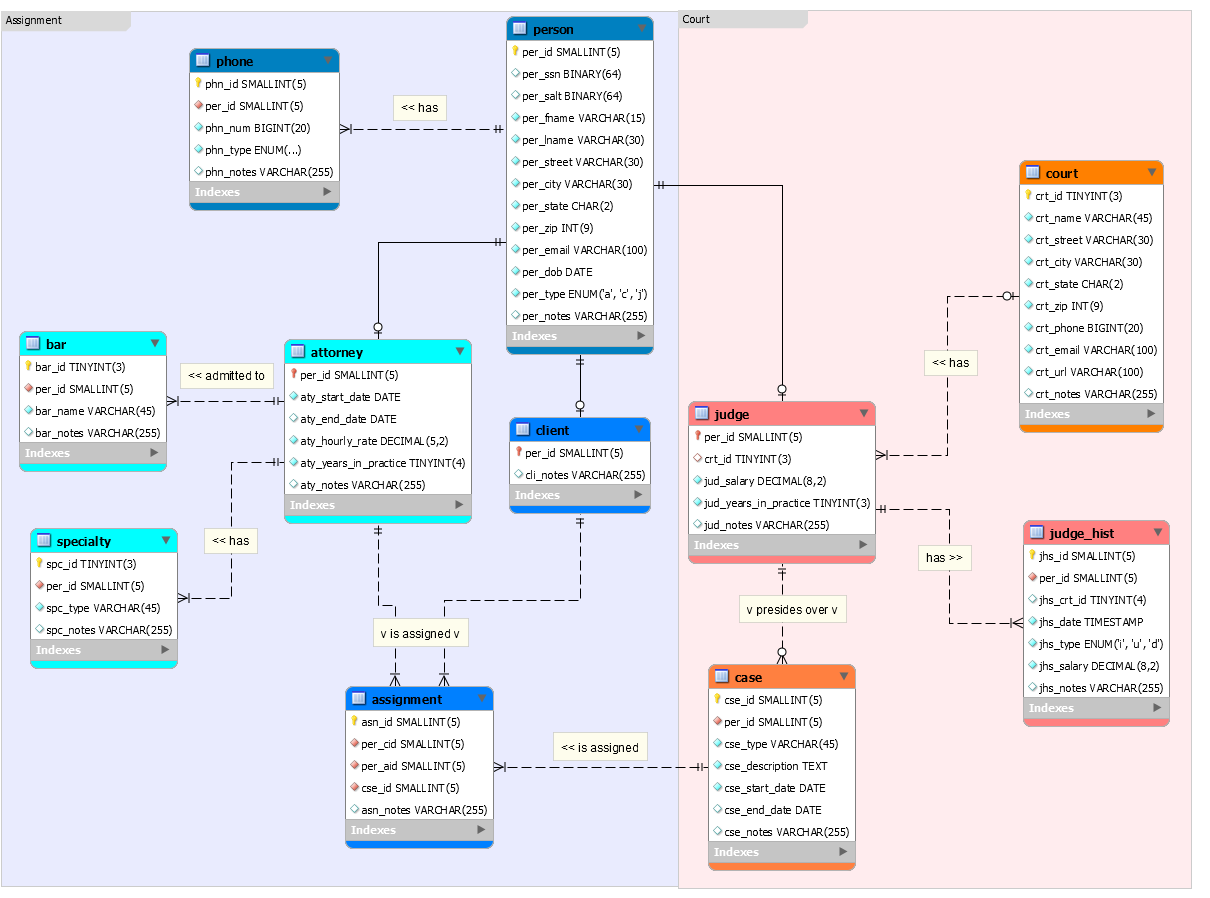 Assignment
Court
person
per_id SMALLINT(5)
per_ssn BINARY(64)
per_salt BINARY(64)
per_fname VARCHAR(15)
per_lname VARCHAR(30)
per_street VARCHAR(30)
per_city VARCHAR(30)
per_state CHAR(2)
per_zip INT(9)
per_email VARCHAR(100)
per_dob DATE
per_type ENUM('a', 'c', 'j')
per_notes VARCHAR(255)
Indexes
phone
phn_id SMALLINT(5)
per_id SMALLINT(5)
phn_num BIGINT(20)
phn_type ENUM(...)
phn_notes VARCHAR(255)
Indexes
<< has
court
crt_id TINYINT(3)
crt_name VARCHAR(45)
crt_street VARCHAR(30)
crt_city VARCHAR(30)
crt_state CHAR(2)
crt_zip INT(9)
crt_phone BIGINT(20)
crt_email VARCHAR(100)
crt_url VARCHAR(100)
crt_notes VARCHAR(255)
Indexes
bar
bar_id TINYINT(3)
per_id SMALLINT(5)
bar_name VARCHAR(45)
bar_notes VARCHAR(255)
Indexes
<< admitted to
attorney
per_id SMALLINT(5)
aty_start_date DATE
aty_end_date DATE
aty_hourly_rate DECIMAL(5,2)
aty_years_in_practice TINYINT(4)
aty_notes VARCHAR(255)
Indexes
client
per_id SMALLINT(5)
cli_notes VARCHAR(255)
Indexes
judge
per_id SMALLINT(5)
crt_id TINYINT(3)
jud_salary DECIMAL(8,2)
jud_years_in_practice TINYINT(3)
jud_notes VARCHAR(255)
Indexes
<< has
specialty
spc_id TINYINT(3)
per_id SMALLINT(5)
spc_type VARCHAR(45)
spc_notes VARCHAR(255)
Indexes
<< has
has >>
judge_hist
jhs_id SMALLINT(5)
per_id SMALLINT(5)
jhs_crt_id TINYINT(4)
jhs_date TIMESTAMP
jhs_type ENUM('i', 'u', 'd')
jhs_salary DECIMAL(8,2)
jhs_notes VARCHAR(255)
Indexes
v is assigned v
v presides over v
assignment
asn_id SMALLINT(5)
per_cid SMALLINT(5)
per_aid SMALLINT(5)
cse_id SMALLINT(5)
asn_notes VARCHAR(255)
Indexes
<< is assigned
case
cse_id SMALLINT(5)
per_id SMALLINT(5)
cse_type VARCHAR(45)
cse_description TEXT
cse_start_date DATE
cse_end_date DATE
cse_notes VARCHAR(255)
Indexes